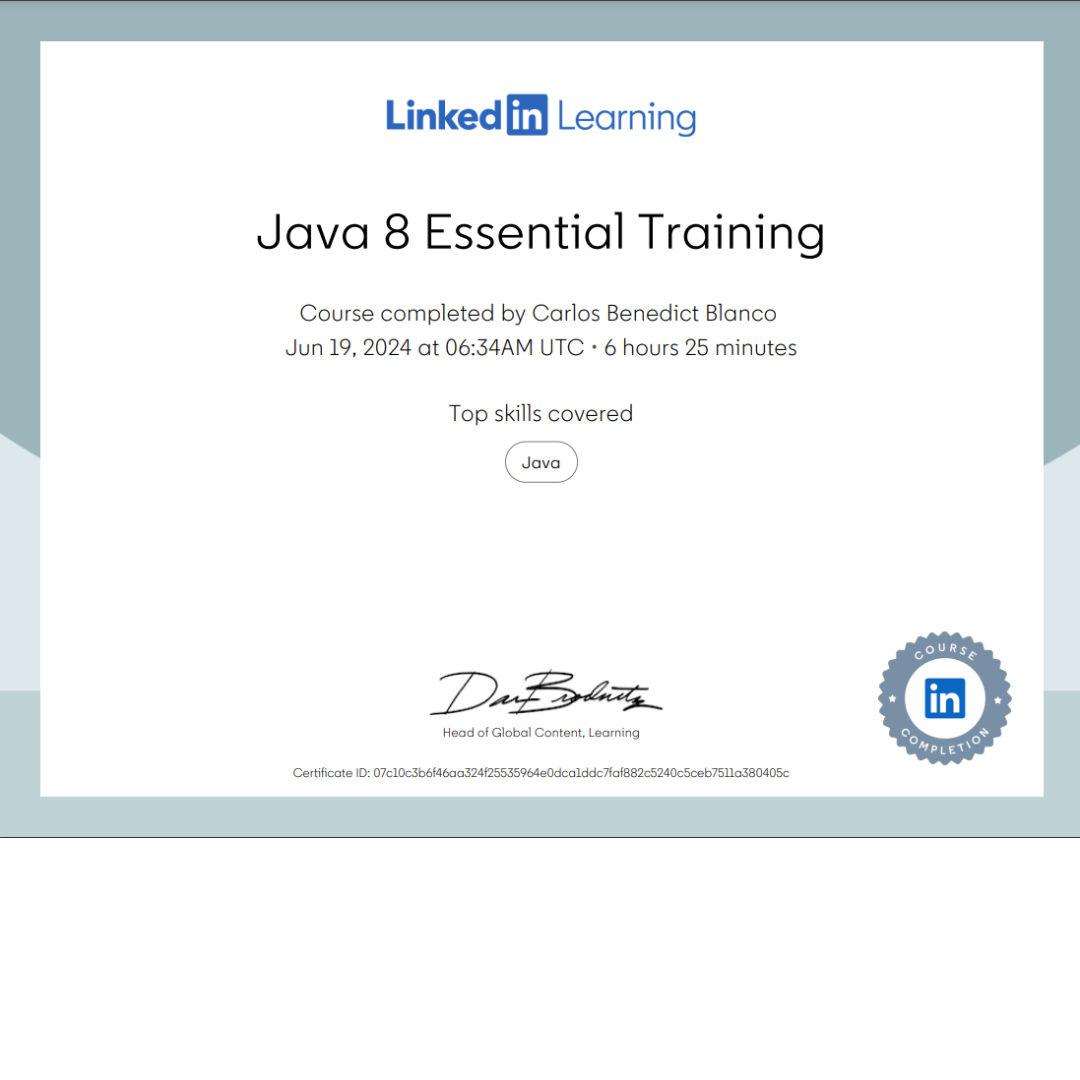 Linked in Learning
Java 8 Essential Training
Course completed by Carlos Benedict Blanco
Jun 19, 2024 at 06:34AM UTC • 6 hours 25 minutes
Top skills covered
Java
COURSE
in
COMPLETION
Dan Brodnitz
Head of Global Content, Learning
Certificate ID: 07c10c3b6f46aa324f25535964e0dca1ddc7faf882c5240c5ceb7511a380405c